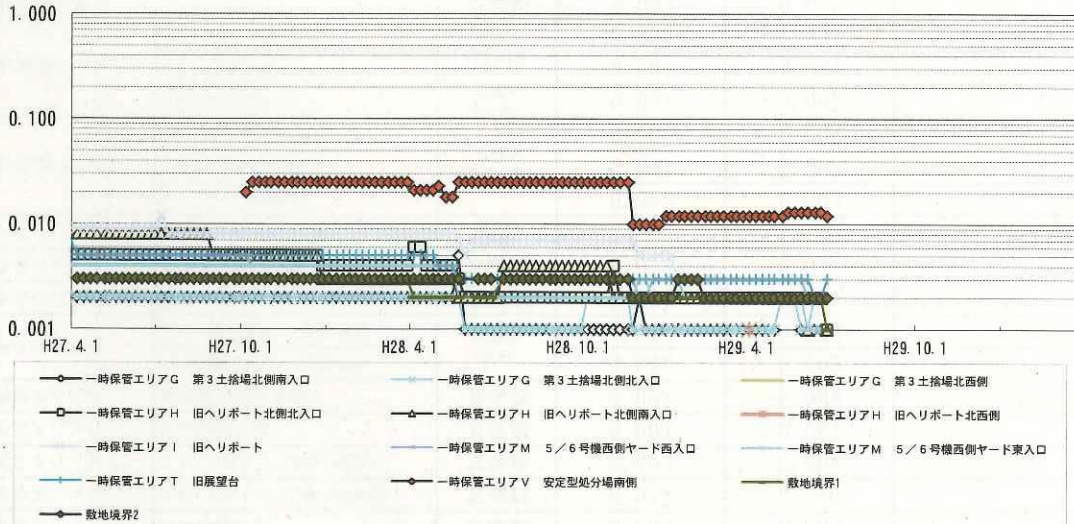 1.000
0.100
0.010
0.001
H27.4.1 H27.10.1 H28.4.1 H28.10.1 H29.4.1 H29.10.1
一時保管エリアG 第3土捨場北側南入口 一時保管エリアG 第3土捨場北側北入口 一時保管エリアG 第3土捨場北西側
一時保管エリアH 旧ヘリポート北側北入口 一時保管エリアH 旧ヘリポート北側南入口 一時保管エリアH 旧ヘリポート北西側
一時保管エリアI 旧ヘリポート 一時保管エリアM 5/6号機西側ヤード西入口 一時保管エリアM 5/6号機西側ヤード東入口
一時保管エリアT 旧展望台 一時保管エリアV 安定型処分場南側 敷地境界1
敷地境界2